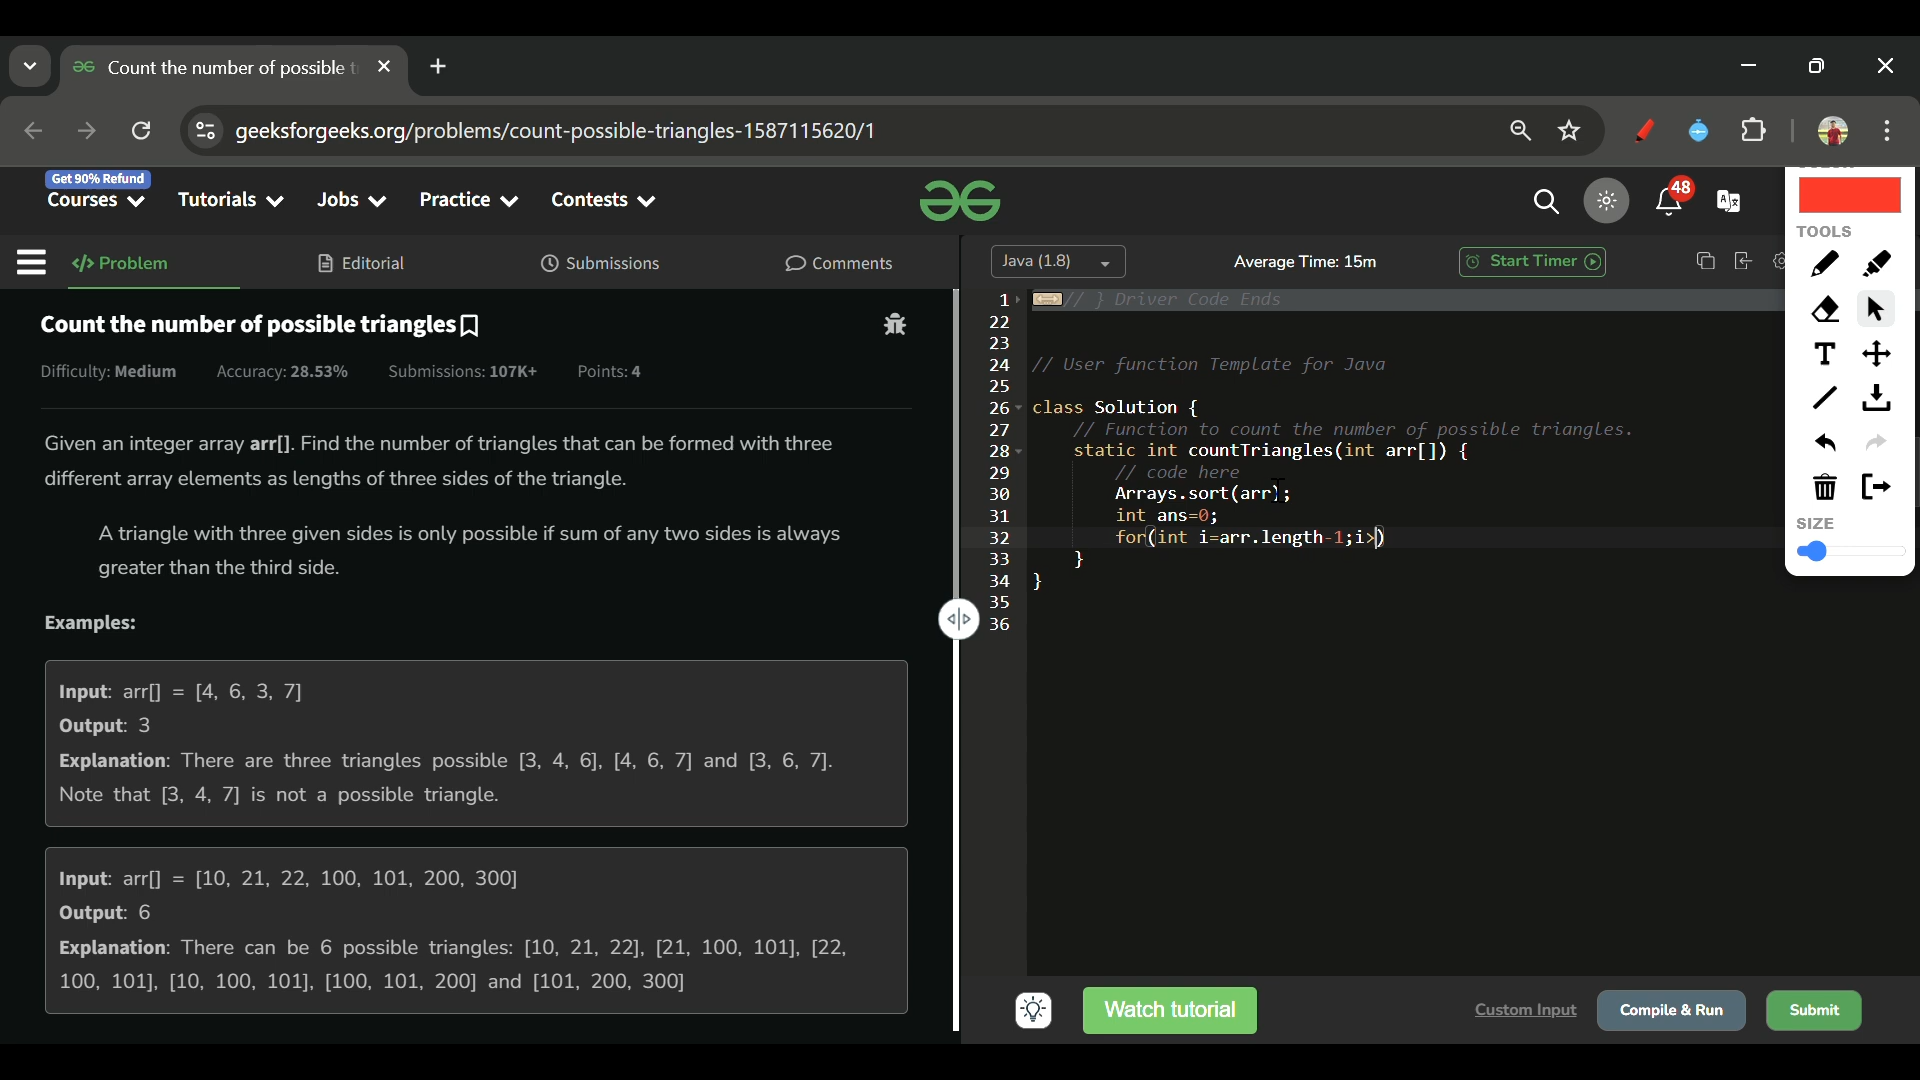 Count the number of possible t
geeksforgeeks.org/problems/count-possible-triangles-1587115620/1
Get 90% Refund
Courses
Tutorials
Jobs
Practice
Contests
48
</> Problem
Editorial
Submissions
Comments
Java (1.8)
Average Time: 15m
Start Timer
TOOLS
T
SIZE
Count the number of possible triangles
Difficulty: Medium Accuracy: 28.53% Submissions: 107K+ Points: 4
Given an integer array arr[]. Find the number of triangles that can be formed with three
different array elements as lengths of three sides of the triangle.
A triangle with three given sides is only possible if sum of any two sides is always
greater than the third side.
Examples:
Input: arr[] = [4, 6, 3, 7]
Output: 3
Explanation: There are three triangles possible [3, 4, 6], [4, 6, 7] and [3, 6, 7].
Note that [3, 4, 7] is not a possible triangle.
Input: arr[] = [10, 21, 22, 100, 101, 200, 300]
Output: 6
Explanation: There can be 6 possible triangles: [10, 21, 22], [21, 100, 101], [22,
100, 101], [10, 100, 101], [100, 101, 200] and [101, 200, 300]
1 // } Driver Code Ends
22
23
24 // User function Template for Java
25
26 class Solution {
27 // Function to count the number of possible triangles.
28 static int countTriangles(int arr[]) {
29 // code here
30 Arrays.sort(arr);
31 int ans=0;
32 for(int i=arr.length-1;i>)
33 }
34 }
35
36
Watch tutorial
Custom Input
Compile & Run
Submit